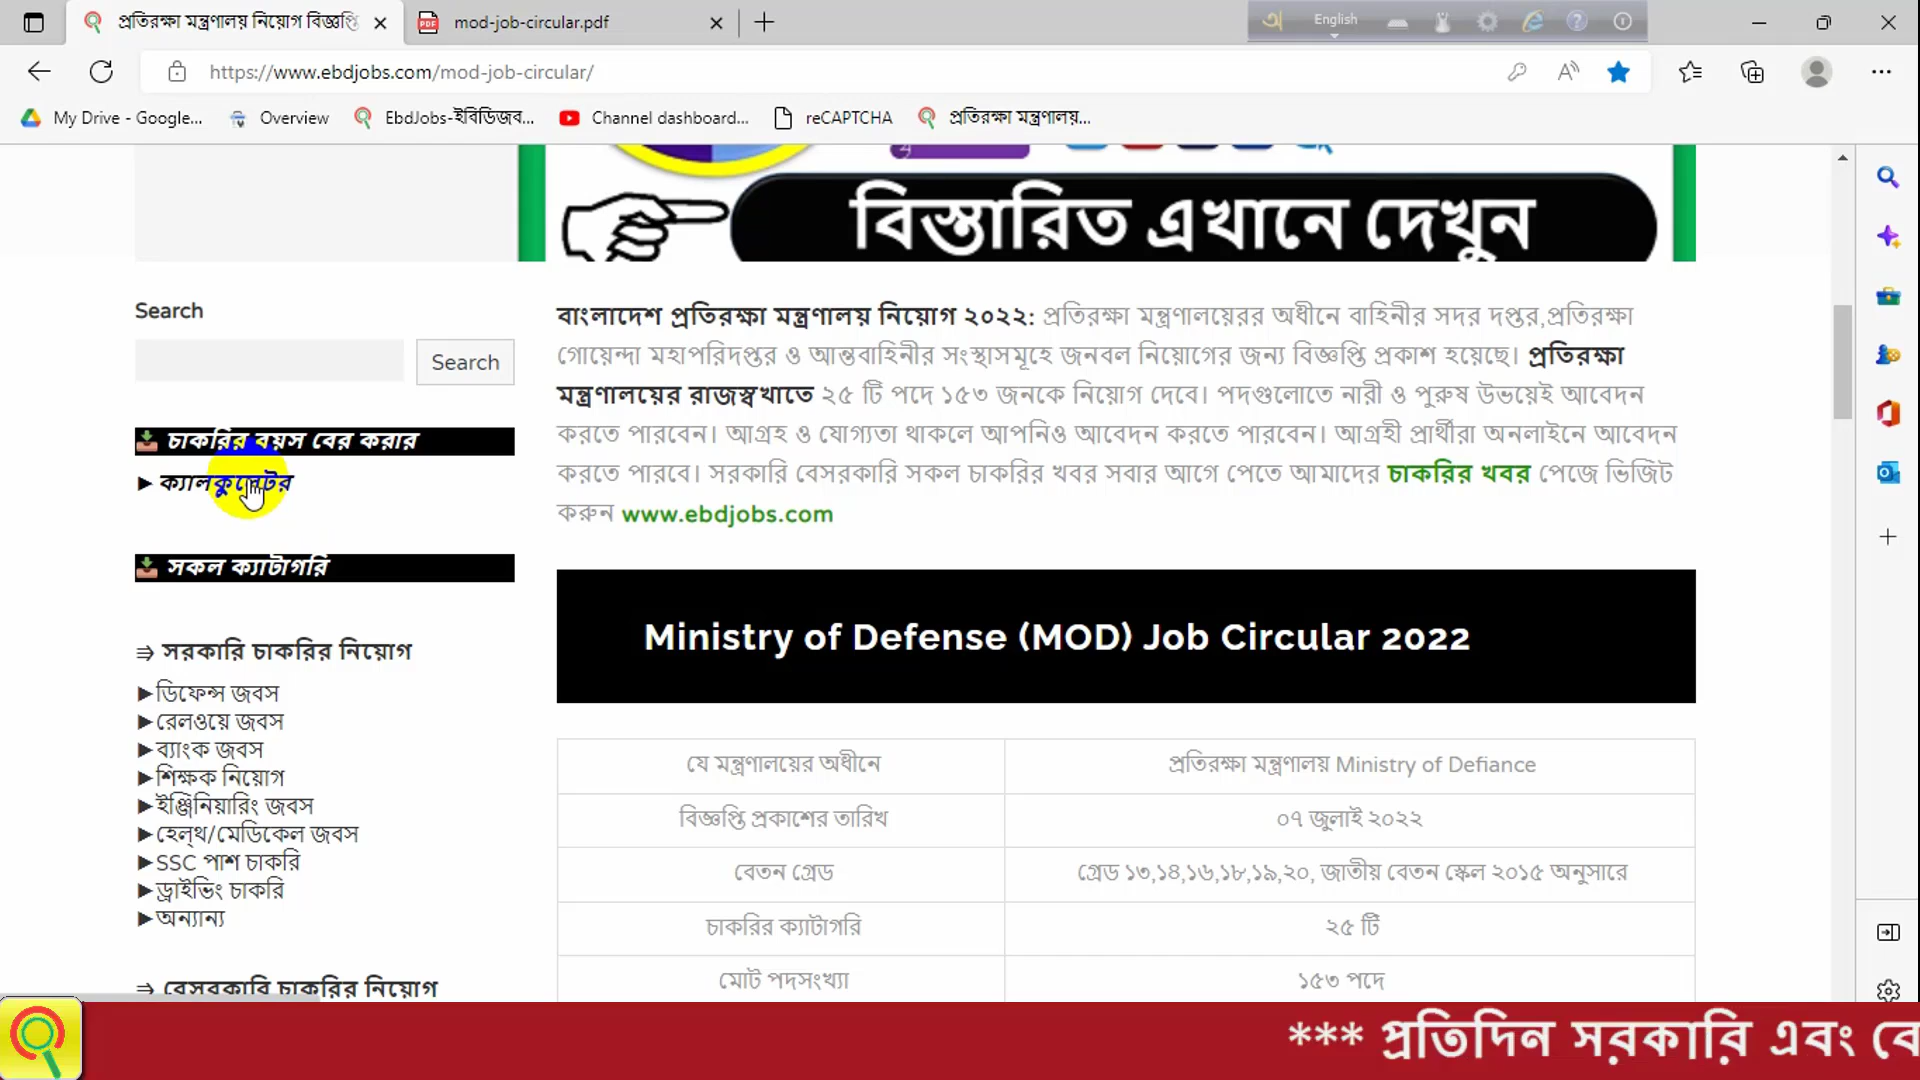 প্রতিরক্ষা মন্ত্রণালয় নিয়োগ বিজ্ঞপ্তি
mod-job-circular.pdf
English
https://www.ebdjobs.com/mod-job-circular/
My Drive - Google...
Overview
EbdJobs-ইবিডিজব...
Channel dashboard...
reCAPTCHA
প্রতিরক্ষা মন্ত্রণালয়...
বিস্তারিত এখানে দেখুন
Search
Search
চাকরির বয়স বের করার
▶ ক্যালকুলেটর
সকল ক্যাটাগরি
⇛ সরকারি চাকরির নিয়োগ
▶ডিফেন্স জবস
▶রেলওয়ে জবস
▶ব্যাংক জবস
▶শিক্ষক নিয়োগ
▶ইঞ্জিনিয়ারিং জবস
▶হেল্থ/মেডিকেল জবস
▶SSC পাশ চাকরি
▶ড্রাইভিং চাকরি
▶অন্যান্য
⇛ বেসরকারি চাকরির নিয়োগ
বাংলাদেশ প্রতিরক্ষা মন্ত্রণালয় নিয়োগ ২০২২: প্রতিরক্ষা মন্ত্রণালয়েরর অধীনে বাহিনীর সদর দপ্তর,প্রতিরক্ষা
গোয়েন্দা মহাপরিদপ্তর ও আন্তবাহিনীর সংস্থাসমূহে জনবল নিয়োগের জন্য বিজ্ঞপ্তি প্রকাশ হয়েছে। প্রতিরক্ষা
মন্ত্রণালয়ের রাজস্বখাতে ২৫ টি পদে ১৫৩ জনকে নিয়োগ দেবে। পদগুলোতে নারী ও পুরুষ উভয়েই আবেদন
করতে পারবেন। আগ্রহ ও যোগ্যতা থাকলে আপনিও আবেদন করতে পারবেন। আগ্রহী প্রার্থীরা অনলাইনে আবেদন
করতে পারবে। সরকারি বেসরকারি সকল চাকরির খবর সবার আগে পেতে আমাদের চাকরির খবর পেজে ভিজিট
করুন www.ebdjobs.com
Ministry of Defense (MOD) Job Circular 2022
যে মন্ত্রণালয়ের অধীনে প্রতিরক্ষা মন্ত্রণালয় Ministry of Defiance
বিজ্ঞপ্তি প্রকাশের তারিখ ০৭ জুলাই ২০২২
বেতন গ্রেড গ্রেড ১৩,১৪,১৬,১৮,১৯,২০, জাতীয় বেতন স্কেল ২০১৫ অনুসারে
চাকরির ক্যাটাগরি ২৫ টি
মোট পদসংখ্যা ১৫৩ পদে
*** প্রতিদিন সরকারি এবং বে